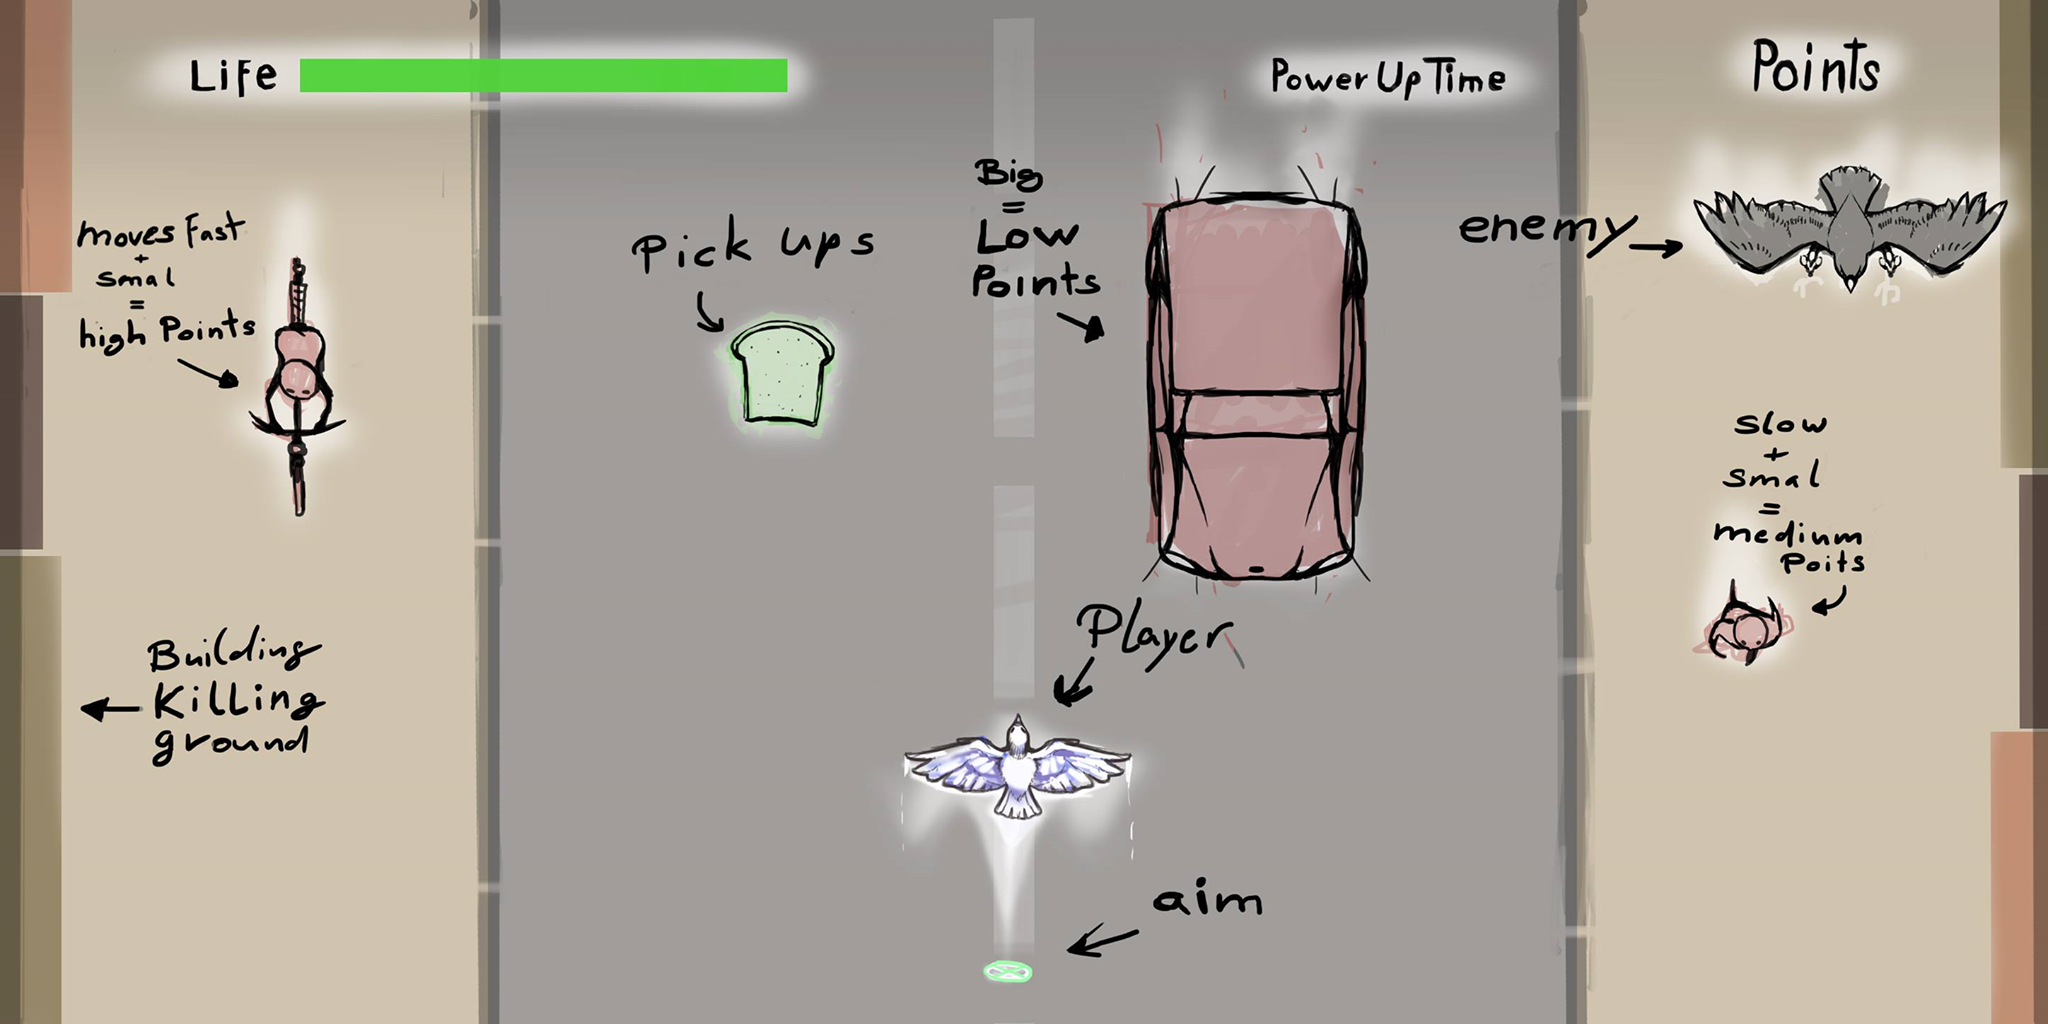 Life
Power Up Time
Points
moves fast
+
smal
=
high Points
Pick ups
Big
=
Low
Points
enemy
slow
+
smal
=
medium
Poits
Building
Killing
ground
Player
aim